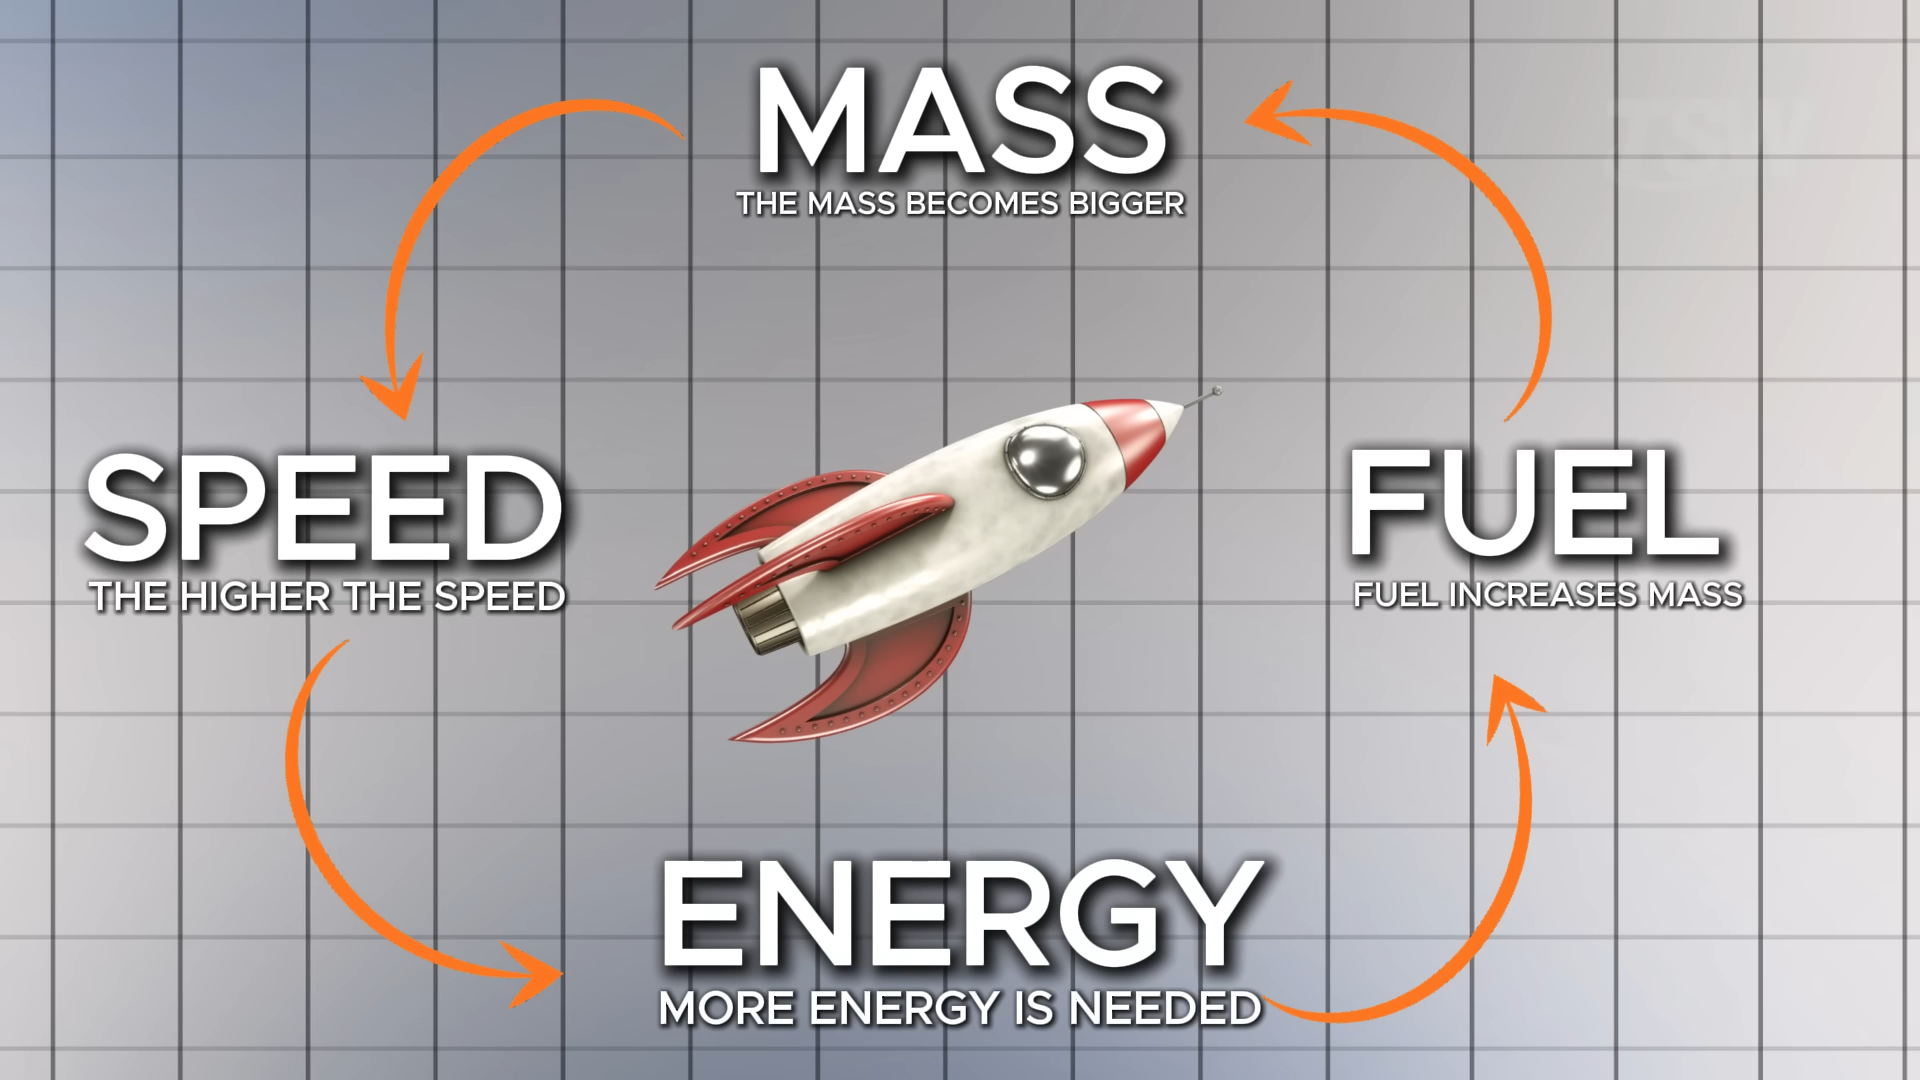 MASS
THE MASS BECOMES BIGGER
SPEED
THE HIGHER THE SPEED
FUEL
FUEL INCREASES MASS
ENERGY
MORE ENERGY IS NEEDED